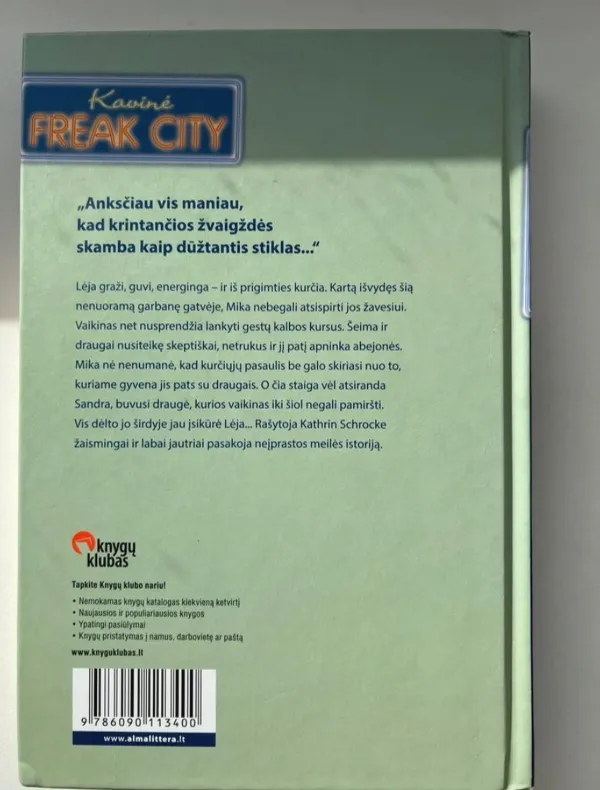 Kavinė
FREAK CITY
„Anksčiau vis maniau,
kad krintančios žvaigždės
skamba kaip dūžtantis stiklas...“
Lėja graži, guvi, energinga – ir iš prigimties kurčia. Kartą išvydęs šią
nenuoramą garbanę gatvėje, Mika nebegali atsispirti jos žavesiui.
Vaikinas net nusprendžia lankyti gestų kalbos kursus. Šeima ir
draugai nusiteikę skeptiškai, netrukus ir jį patį apninka abejonės.
Mika nė nenumanė, kad kurčiųjų pasaulis be galo skiriasi nuo to,
kuriame gyvena jis pats su draugais. O čia staiga vėl atsiranda
Sandra, buvusi draugė, kurios vaikinas iki šiol negali pamiršti.
Vis dėlto jo širdyje jau įsikūrė Lėja... Rašytoja Kathrin Schrocke
žaismingai ir labai jautriai pasakoja neįprastos meilės istoriją.
knygų
klubas
Tapkite Knygų klubo nariu!
• Nemokamas knygų katalogas kiekvieną ketvirtį
• Naujausios ir populiariausios knygos
• Ypatingi pasiūlymai
• Knygų pristatymas į namus, darbovietę ar paštą
www.knyguklubas.lt
9 786090 113400
www.almalittera.lt